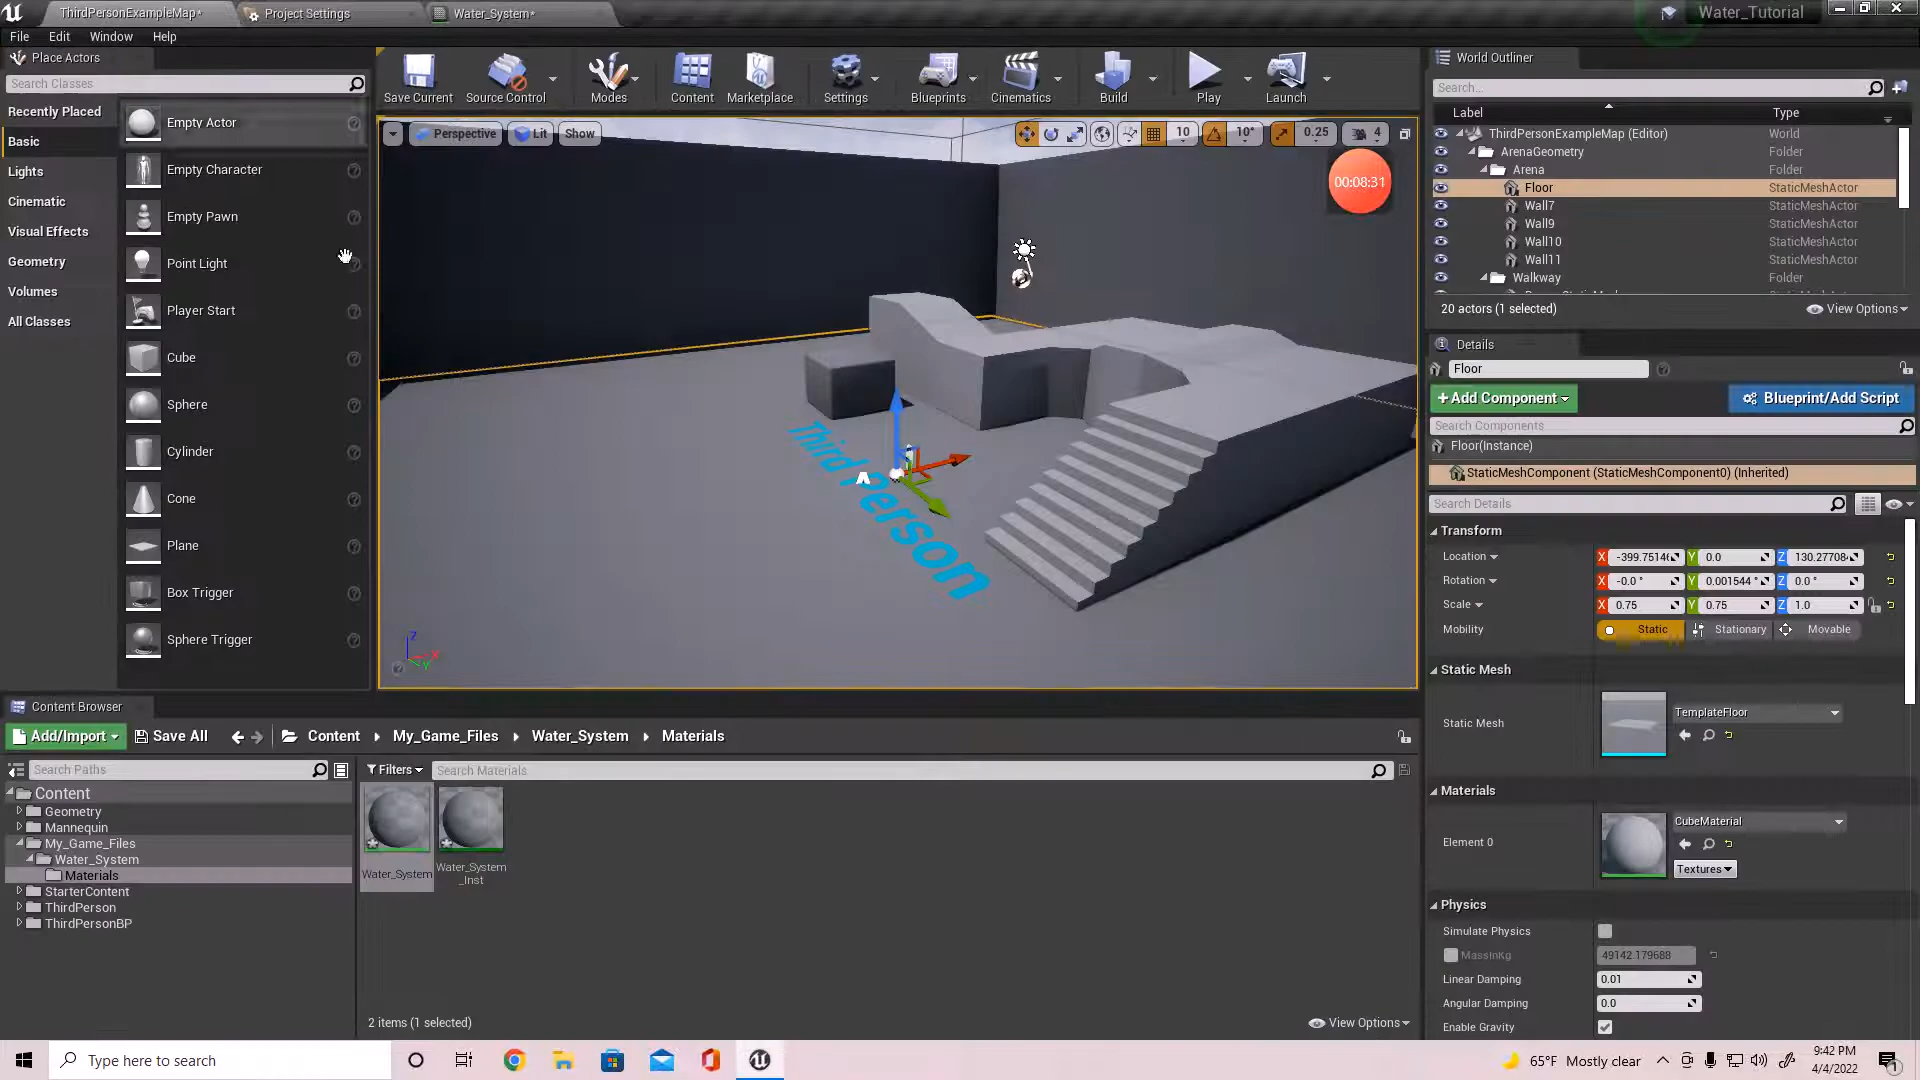 ThirdPersonExampleMap*
Project Settings
Water_System*
Water_Tutorial
File Edit Window Help
Place Actors
Search Classes
Recently Placed
Basic
Lights
Cinematic
Visual Effects
Geometry
Volumes
All Classes
Empty Actor
Empty Character
Empty Pawn
Point Light
Player Start
Cube
Sphere
Cylinder
Cone
Plane
Box Trigger
Sphere Trigger
Save Current
Source Control
Modes
Content
Marketplace
Settings
Blueprints
Cinematics
Build
Play
Launch
Perspective
Lit
Show
10
10°
0.25
4
00:08:31
Third Person
Z
X
Y
World Outliner
Search...
Label Type
ThirdPersonExampleMap (Editor) World
ArenaGeometry Folder
Arena Folder
Floor StaticMeshActor
Wall7 StaticMeshActor
Wall9 StaticMeshActor
Wall10 StaticMeshActor
Wall11 StaticMeshActor
Walkway Folder
20 actors (1 selected)
View Options
Details
Floor
+Add Component
Blueprint/Add Script
Search Components
Floor(Instance)
StaticMeshComponent (StaticMeshComponent0) (Inherited)
Search Details
Transform
Location X Y 0.0 Z
Rotation X -0.0 ° Y 0.001544 ° Z 0.0 °
Scale X 0.75 Y 0.75 Z 1.0
Mobility Static Stationary Movable
Static Mesh
Static Mesh TemplateFloor
Materials
Element 0 CubeMaterial
Textures
Physics
Simulate Physics
MassInKg 49142.179688
Linear Damping 0.01
Angular Damping 0.0
Enable Gravity
Content Browser
Add/Import
Save All
Content
My_Game_Files
Water_System
Materials
Search Paths
Filters
Search Materials
Content
Geometry
Mannequin
My_Game_Files
Water_System
Materials
StarterContent
ThirdPerson
ThirdPersonBP
Water_System
Water_System
_Inst
2 items (1 selected)
View Options
Type here to search
65°F Mostly clear
9:42 PM
4/4/2022
1